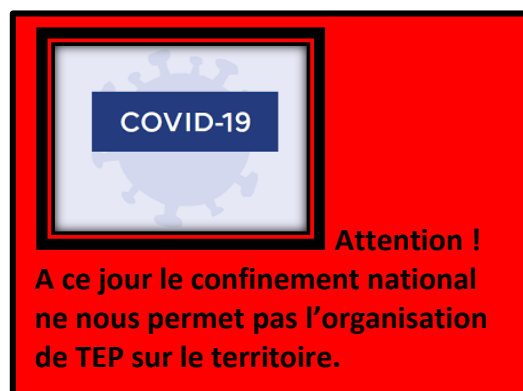 COVID-19
Attention !
A ce jour le confinement national
ne nous permet pas l’organisation
de TEP sur le territoire.